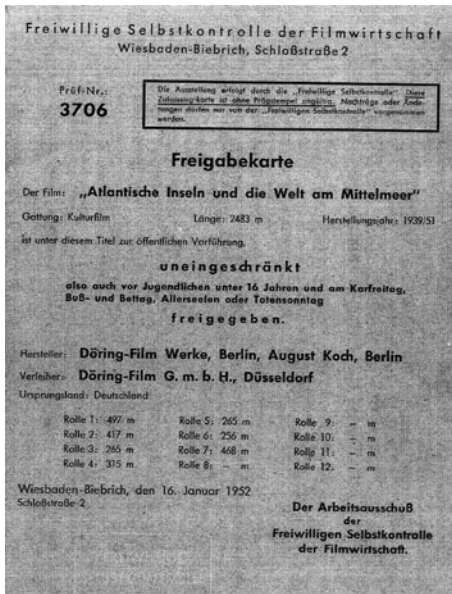 Freiwillige Selbstkontrolle der Filmwirtschaft
Wiesbaden-Biebrich, Schloßstraße 2
Prüf-Nr.:
3706
Die Ausstellung erfolgt durch die „Freiwillige Selbstkontrolle". Diese
Zulassungskarte ist ohne Prägstempel ungültig. Nachträge oder Ände-
rungen dürfen nur von der „Freiwilligen Selbstkontrolle" vorgenommen
werden.
Freigabekarte
Der Film: „Atlantische Inseln und die Welt am Mittelmeer"
Gattung: Kulturfilm Länge: 2483 m Herstellungsjahr: 1939/51
ist unter diesem Titel zur öffentlichen Vorführung,
uneingeschränkt
also auch vor Jugendlichen unter 16 Jahren und am Karfreitag,
Buß- und Bettag, Allerseelen oder Totensonntag
freigegeben.
Hersteller: Döring-Film Werke, Berlin, August Koch, Berlin
Verleiher: Döring-Film G. m. b. H., Düsseldorf
Ursprungsland: Deutschland
Rolle 1: 497 m Rolle 5: 265 m Rolle 9: – m
Rolle 2: 417 m Rolle 6: 256 m Rolle 10: – m
Rolle 3: 265 m Rolle 7: 468 m Rolle 11: – m
Rolle 4: 315 m Rolle 8: – m Rolle 12: – m
Wiesbaden-Biebrich, den 16. Januar 1952
Schloßstraße 2
Der Arbeitsausschuß
der
Freiwilligen Selbstkontrolle
der Filmwirtschaft.